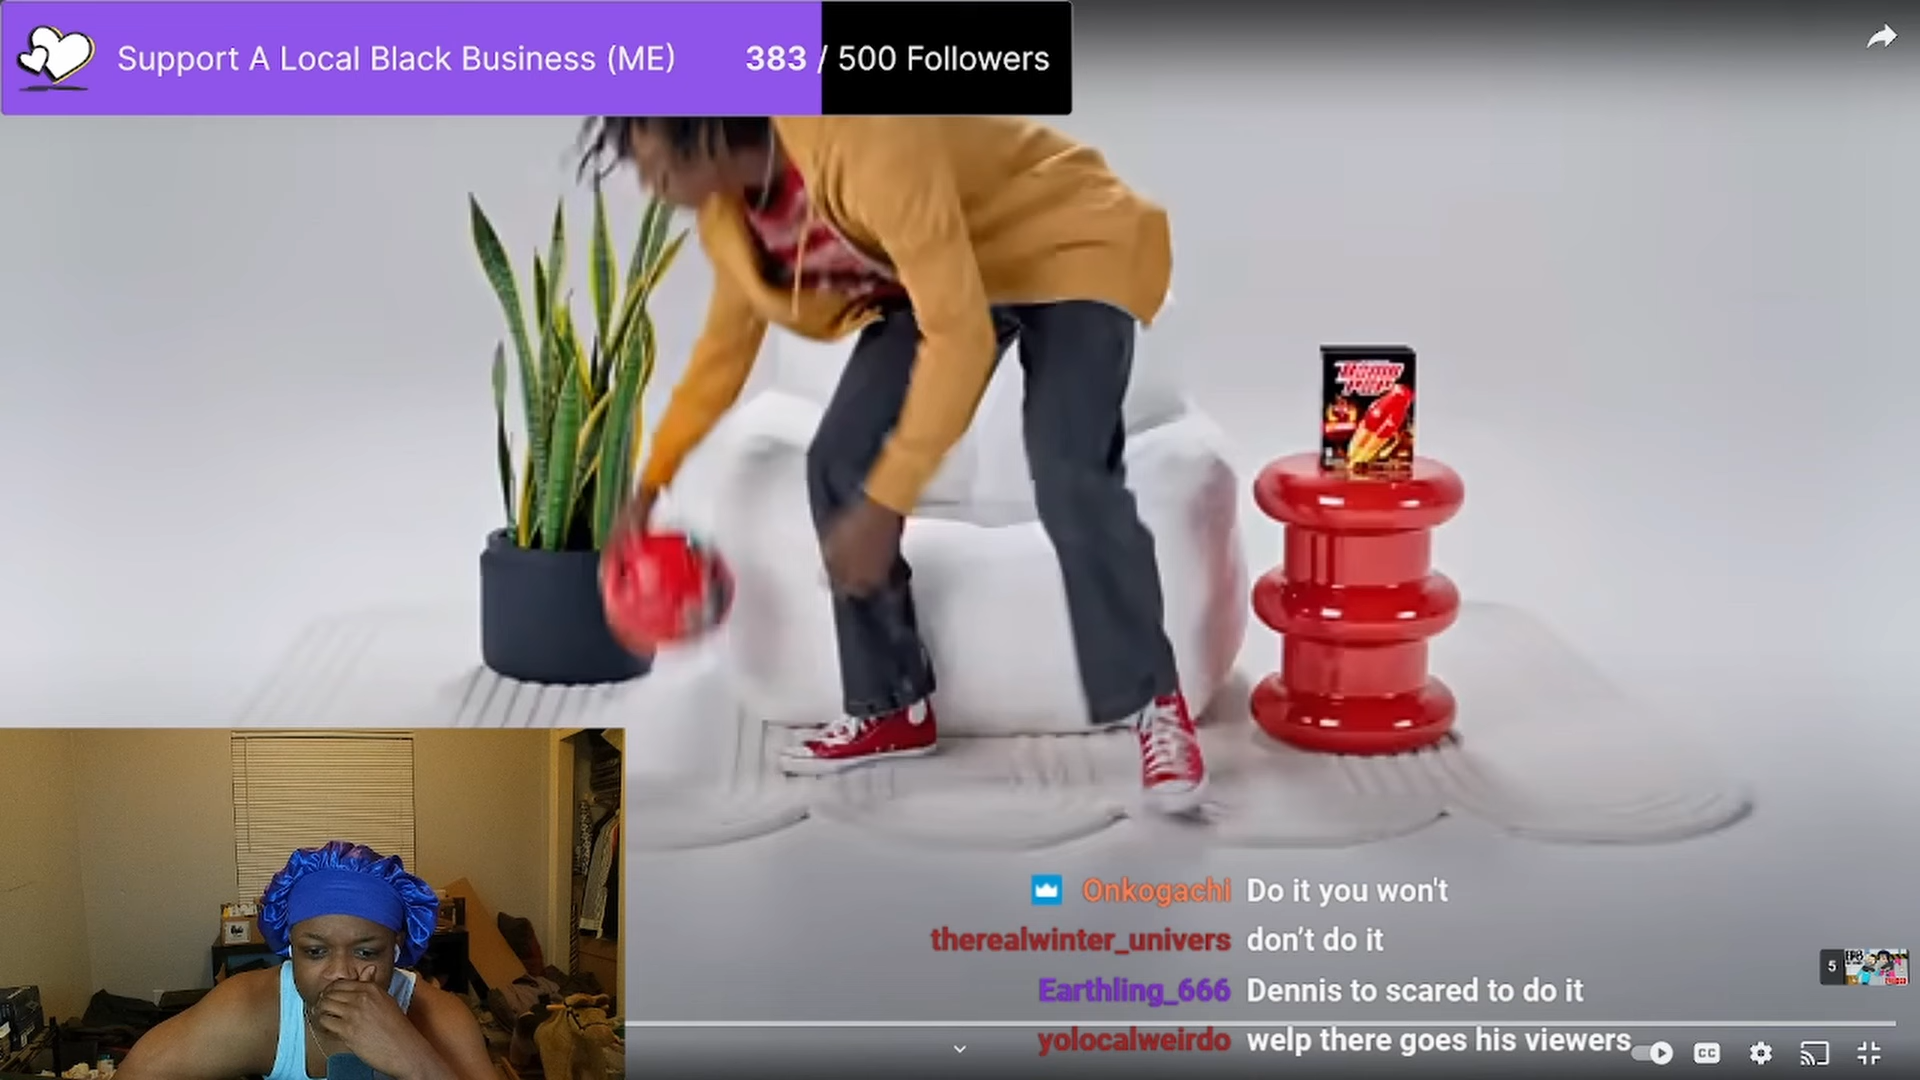 Support A Local Black Business (ME) 383 / 500 Followers
Onkogachi Do it you won't
therealwinter_univers don’t do it
Earthling_666 Dennis to scared to do it
yolocalweirdo welp there goes his viewers
CC
5